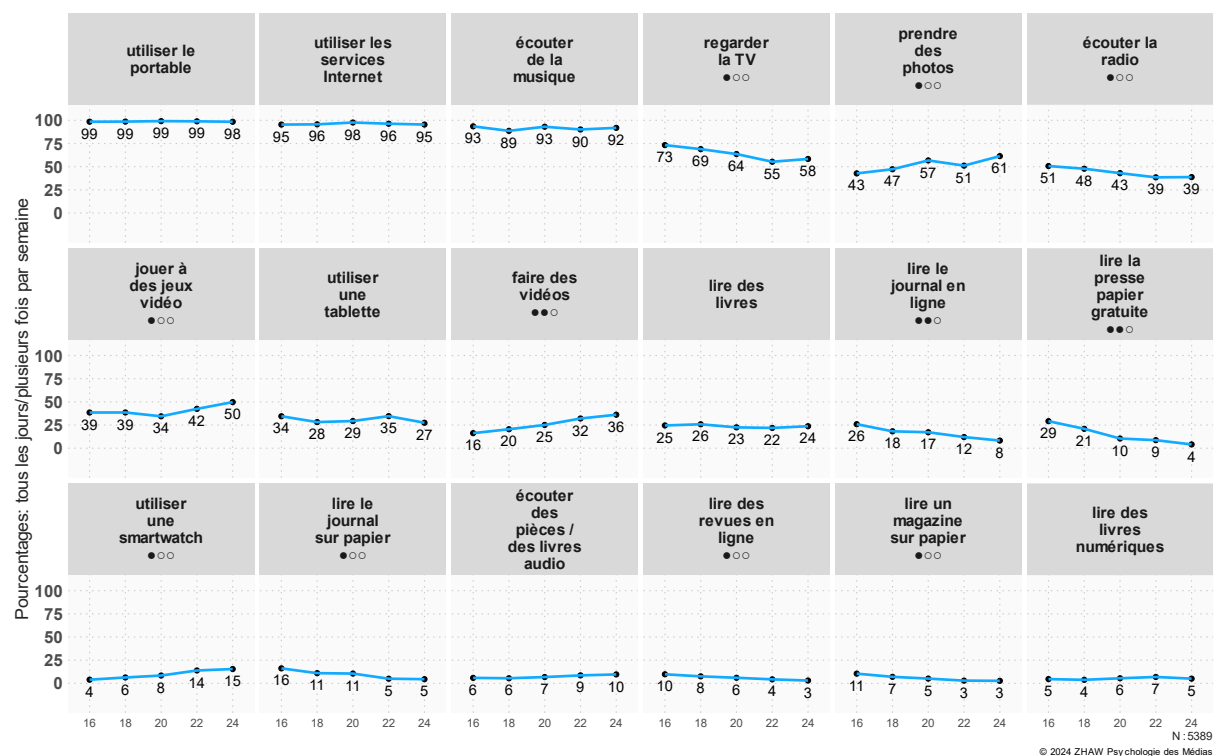 utiliser le
portable
utiliser les
services
Internet
écouter
de la
musique
regarder
la TV
●○○
prendre
des
photos
●○○
écouter la
radio
●○○
100
75
50
25
0
99 99 99 99 98
95 96 98 96 95
93 89 93 90 92
73 69 64 55 58
43 47 57 51 61
51 48 43 39 39
jouer à
des jeux
vidéo
●○○
utiliser
une
tablette
faire des
vidéos
●●○
lire des
livres
lire le
journal en
ligne
●●○
lire la
presse
papier
gratuite
●●○
100
75
50
25
0
39 39 34 42 50
34 28 29 35 27
16 20 25 32 36
25 26 23 22 24
26 18 17 12 8
29 21 10 9 4
utiliser
une
smartwatch
●○○
lire le
journal
sur papier
●○○
écouter
des
pièces /
des livres
audio
lire des
revues en
ligne
●○○
lire un
magazine
sur papier
●○○
lire des
livres
numériques
100
75
50
25
0
4 6 8 14 15
16 11 11 5 5
6 6 7 9 10
10 8 6 4 3
11 7 5 3 3
5 4 6 7 5
16 18 20 22 24
16 18 20 22 24
16 18 20 22 24
16 18 20 22 24
16 18 20 22 24
16 18 20 22 24
Pourcentages: tous les jours/plusieurs fois par semaine
N : 5389
© 2024 ZHAW Psychologie des Médias